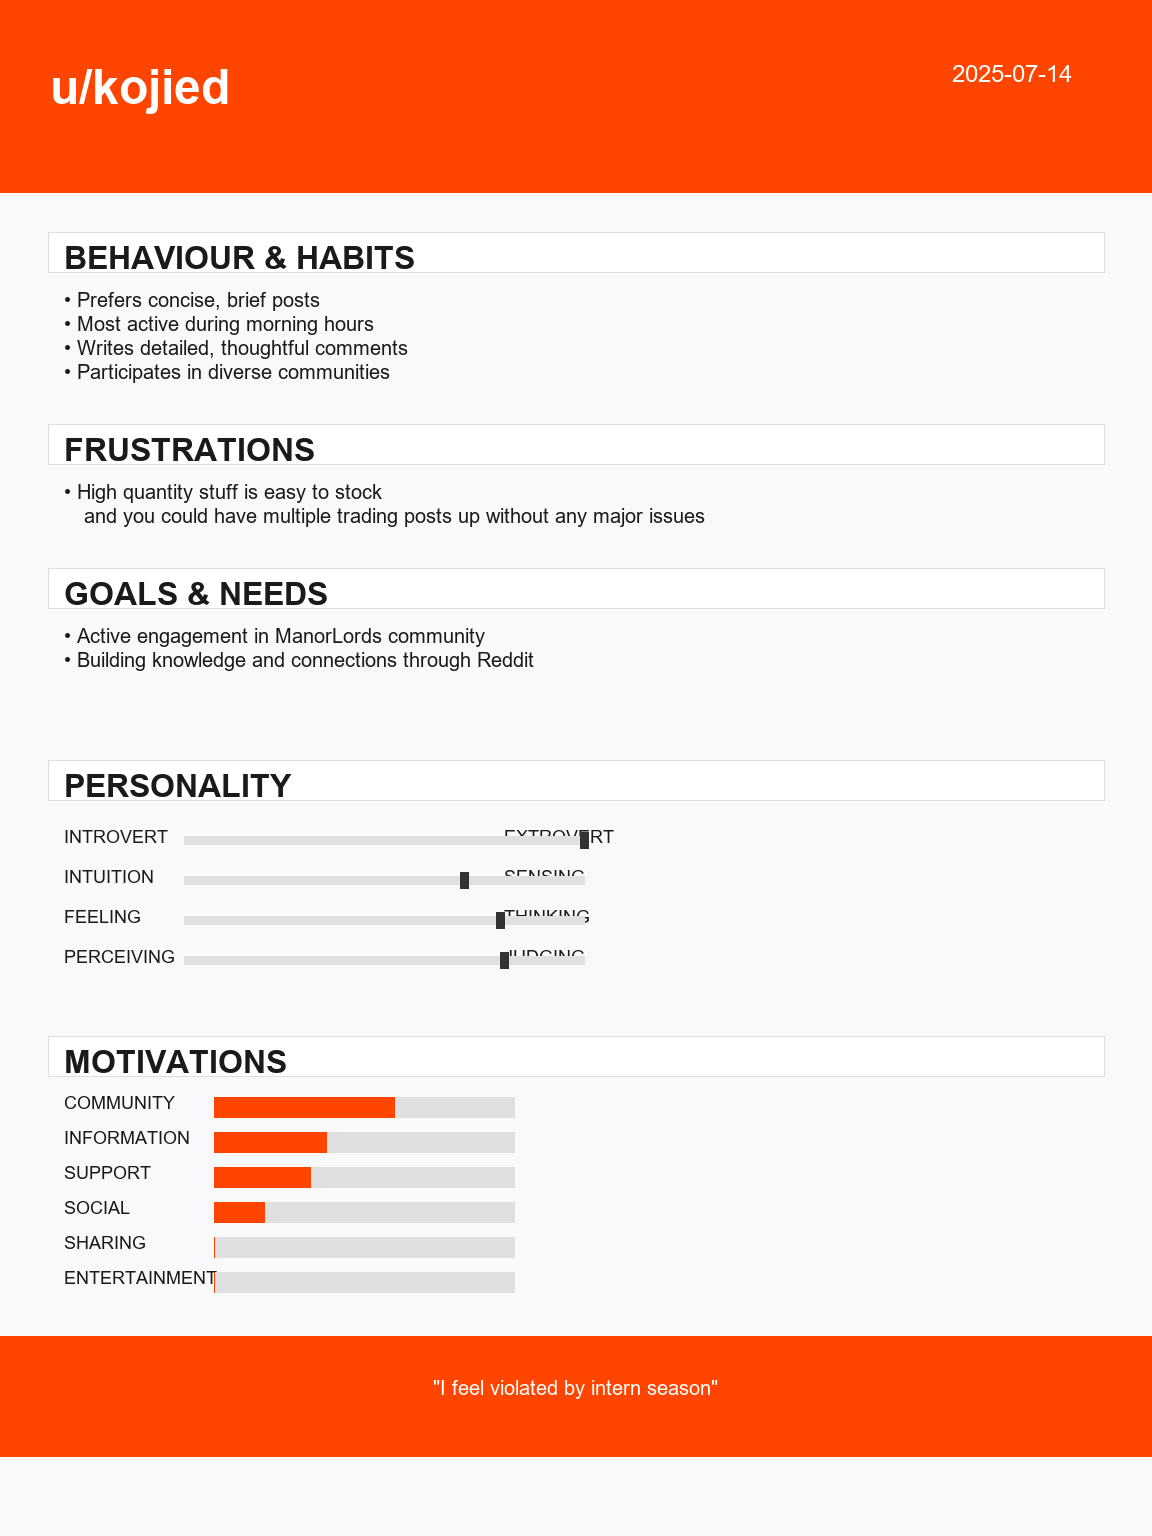 u/kojied
2025-07-14
BEHAVIOUR & HABITS
• Prefers concise, brief posts
• Most active during morning hours
• Writes detailed, thoughtful comments
• Participates in diverse communities
FRUSTRATIONS
• High quantity stuff is easy to stock
and you could have multiple trading posts up without any major issues
GOALS & NEEDS
• Active engagement in ManorLords community
• Building knowledge and connections through Reddit
PERSONALITY
INTROVERT EXTROVERT
INTUITION SENSING
FEELING THINKING
PERCEIVING JUDGING
MOTIVATIONS
COMMUNITY
INFORMATION
SUPPORT
SOCIAL
SHARING
ENTERTAINMENT
"I feel violated by intern season"